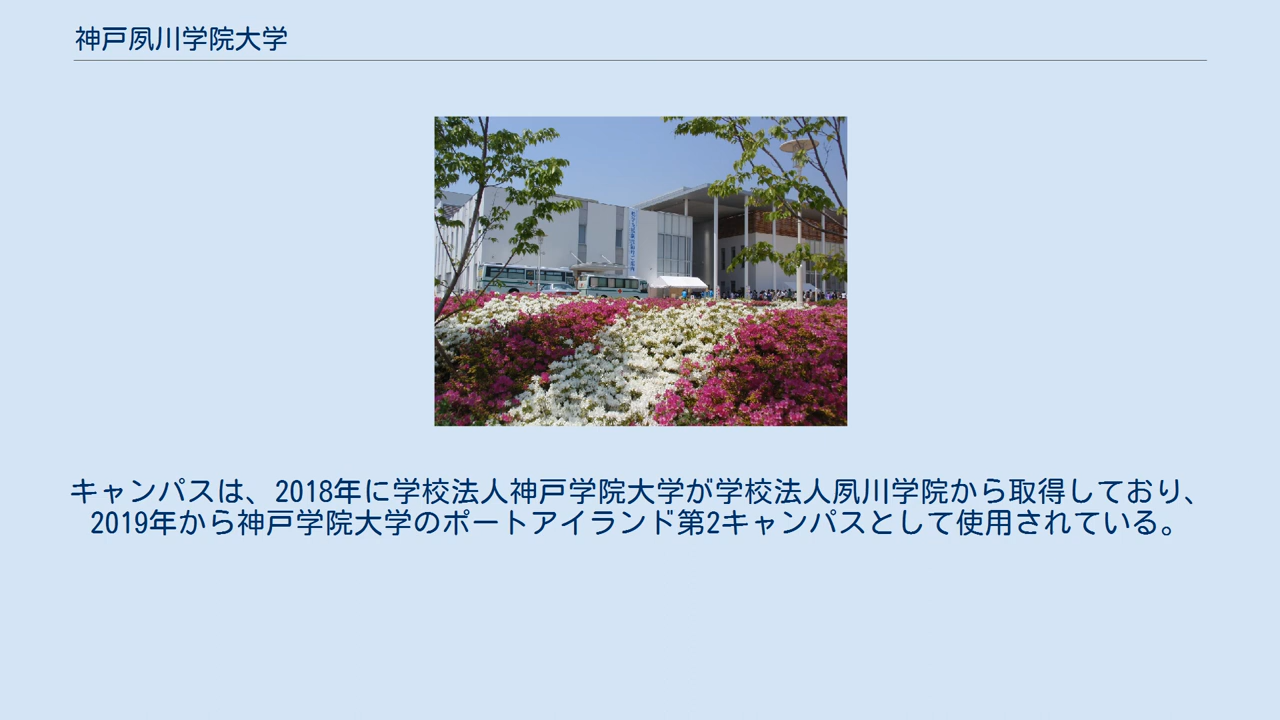 神戸夙川学院大学
キャンパスは、2018年に学校法人神戸学院大学が学校法人夙川学院から取得しており、
2019年から神戸学院大学のポートアイランド第2キャンパスとして使用されている。